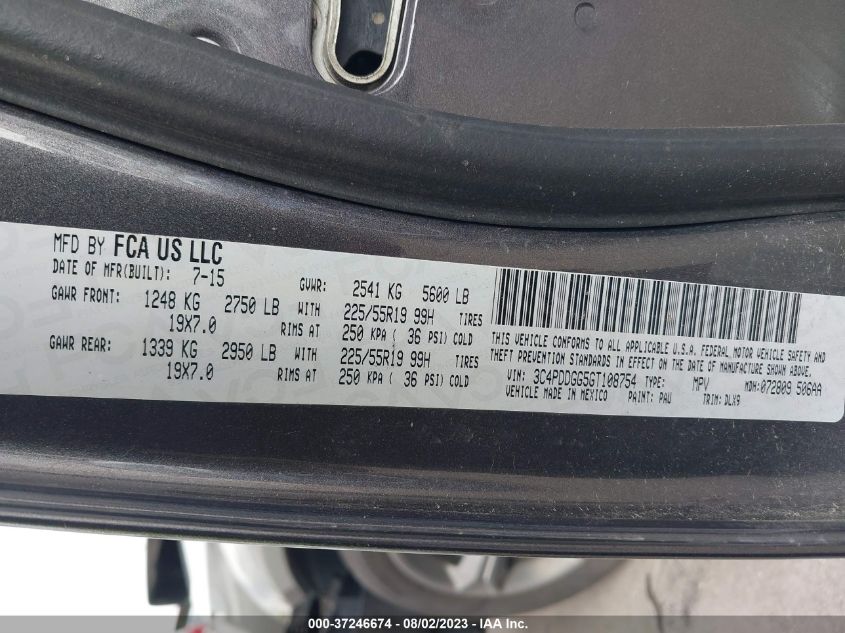 MFD BY FCA US LLC
DATE OF MFR(BUILT): 7-15 GVWR: 2541 KG 5600 LB
GAWR FRONT: 1248 KG 2750 LB WITH 225/55R19 99H TIRES
19X7.0 RIMS AT 250 KPA ( 36 PSI) COLD
GAWR REAR: 1339 KG 2950 LB WITH 225/55R19 99H TIRES
19X7.0 RIMS AT 250 KPA ( 36 PSI) COLD
THIS VEHICLE CONFORMS TO ALL APPLICABLE U.S.A. FEDERAL MOTOR VEHICLE SAFETY AND
THEFT PREVENTION STANDARDS IN EFFECT ON THE DATE OF MANUFACTURE SHOWN ABOVE.
VIN: 3C4PDDGG5GT108754 TYPE: MPV MDH:072809 506AA
VEHICLE MADE IN MEXICO PAINT: PAU TRIM: DLX9
000-37246674 - 08/02/2023 - IAA Inc.